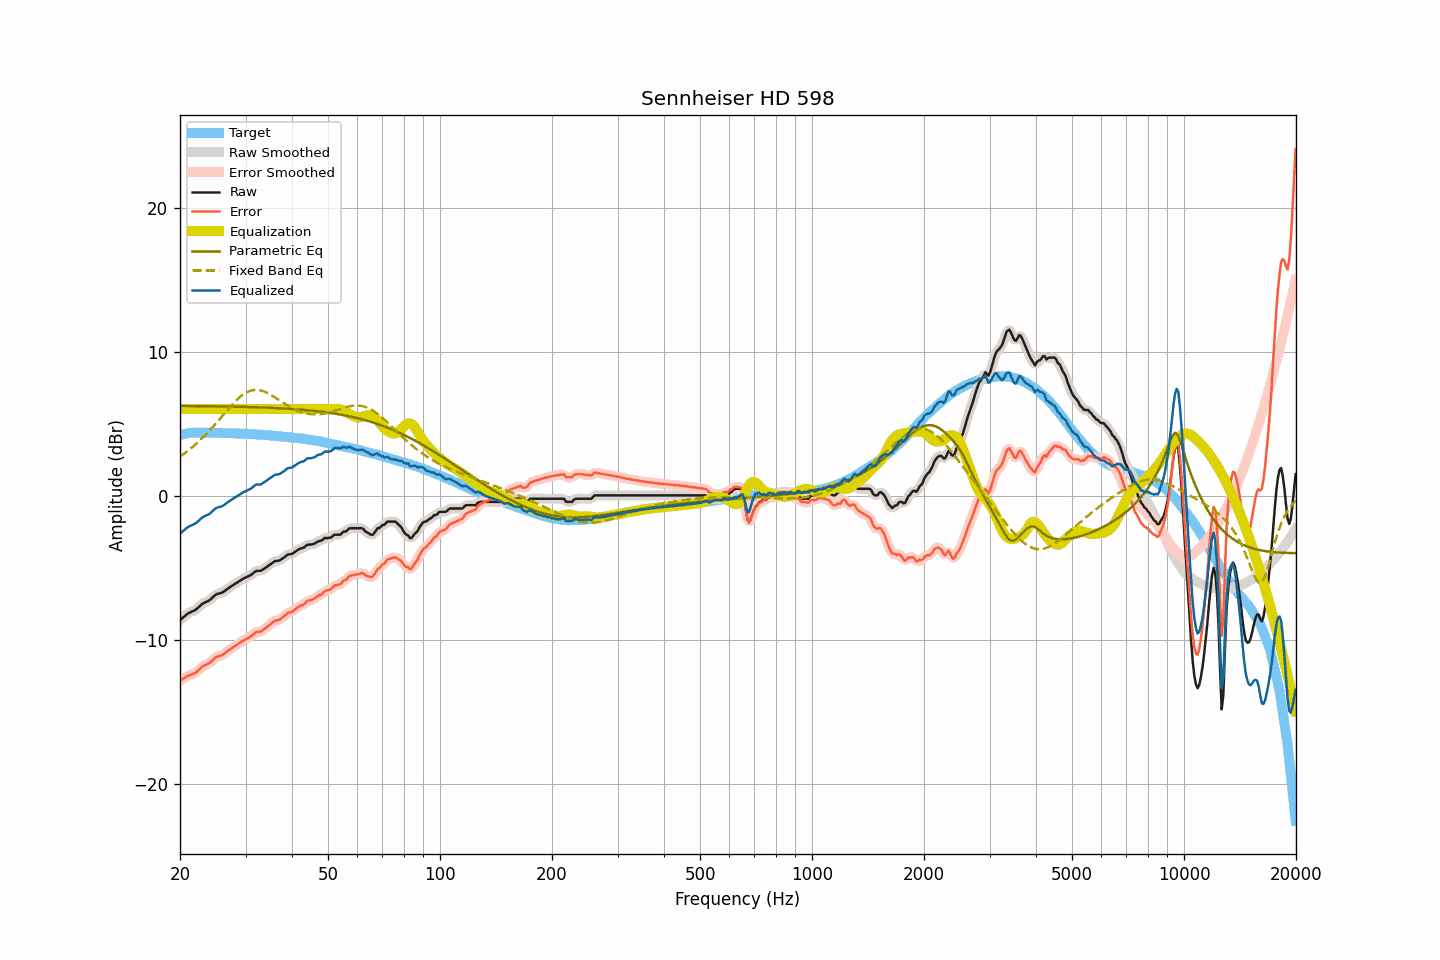 Sennheiser HD 598
Target
Raw Smoothed
Error Smoothed
Raw
Error
Equalization
Parametric Eq
Fixed Band Eq
Equalized
20
10
0
−10
−20
Amplitude (dBr)
20 50 100 200 500 1000 2000 5000 10000 20000
Frequency (Hz)